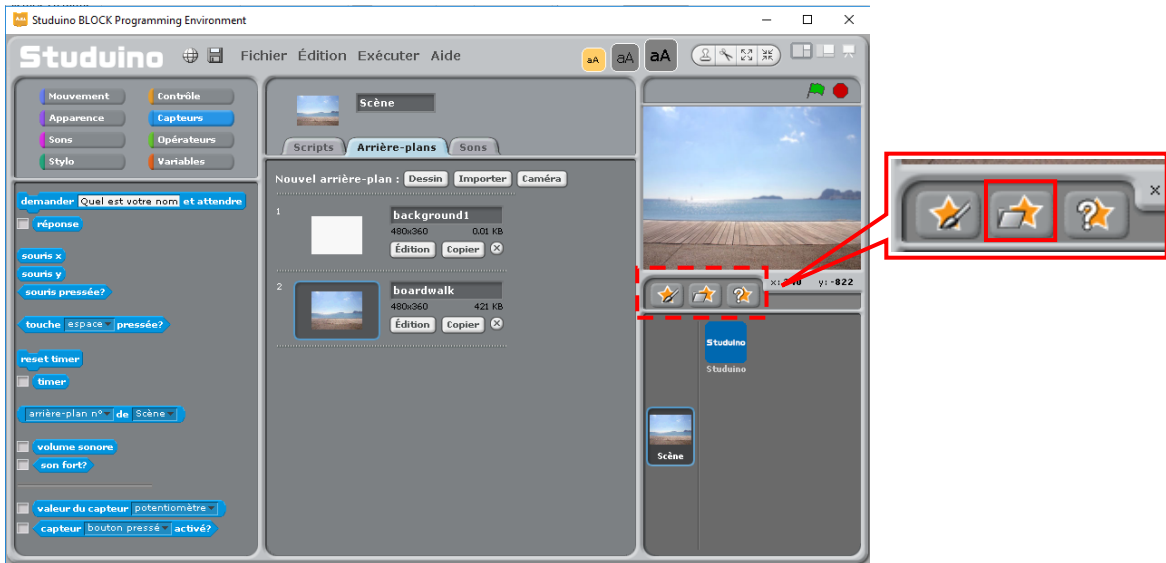 Studuino BLOCK Programming Environment
Studuino Fichier Édition Exécuter Aide aA aA aA
Mouvement Contrôle
Apparence Capteurs
Sons Opérateurs
Stylo Variables
demander Quel est votre nom et attendre
réponse
souris x
souris y
souris pressée?
touche espace pressée?
reset timer
timer
arrière-plan n° de Scène
volume sonore
son fort?
valeur du capteur potentiomètre
capteur bouton pressé activé?
Scène
Scripts Arrière-plans Sons
Nouvel arrière-plan : Dessin Importer Caméra
1
background1
480x360 0.01 KB
Édition Copier
2
boardwalk
480x360 421 KB
Édition Copier
y: -822
Studuino
Studuino
Scène